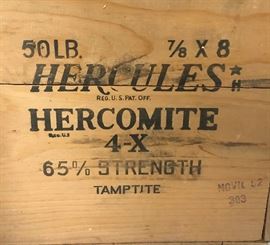 50 LB. 7/8 X 8
HERCULES
REG. U.S. PAT. OFF.
HERCOMITE
REG. U.S.
4-X
65% STRENGTH
TAMPTITE